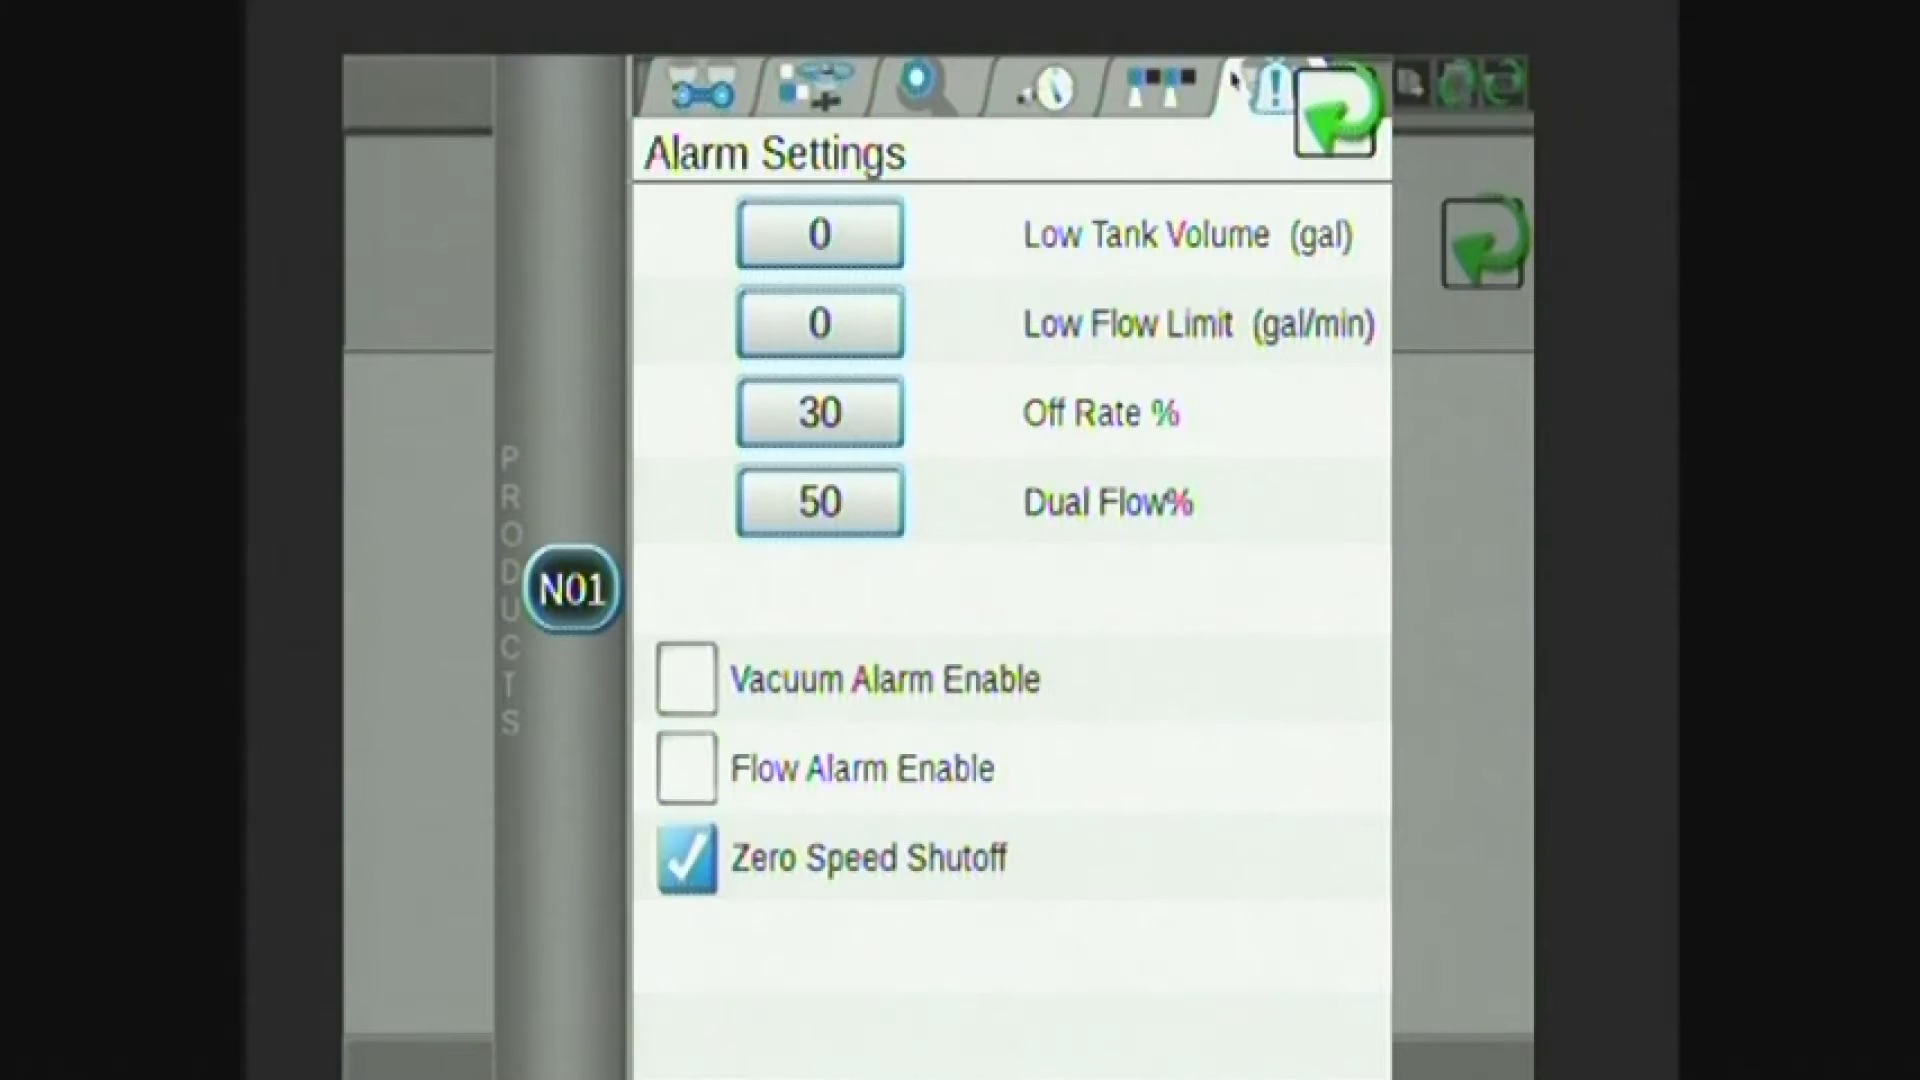 Alarm Settings
0 Low Tank Volume (gal)
0 Low Flow Limit (gal/min)
30 Off Rate %
50 Dual Flow%
PRODUCTS
N01
Vacuum Alarm Enable
Flow Alarm Enable
Zero Speed Shutoff